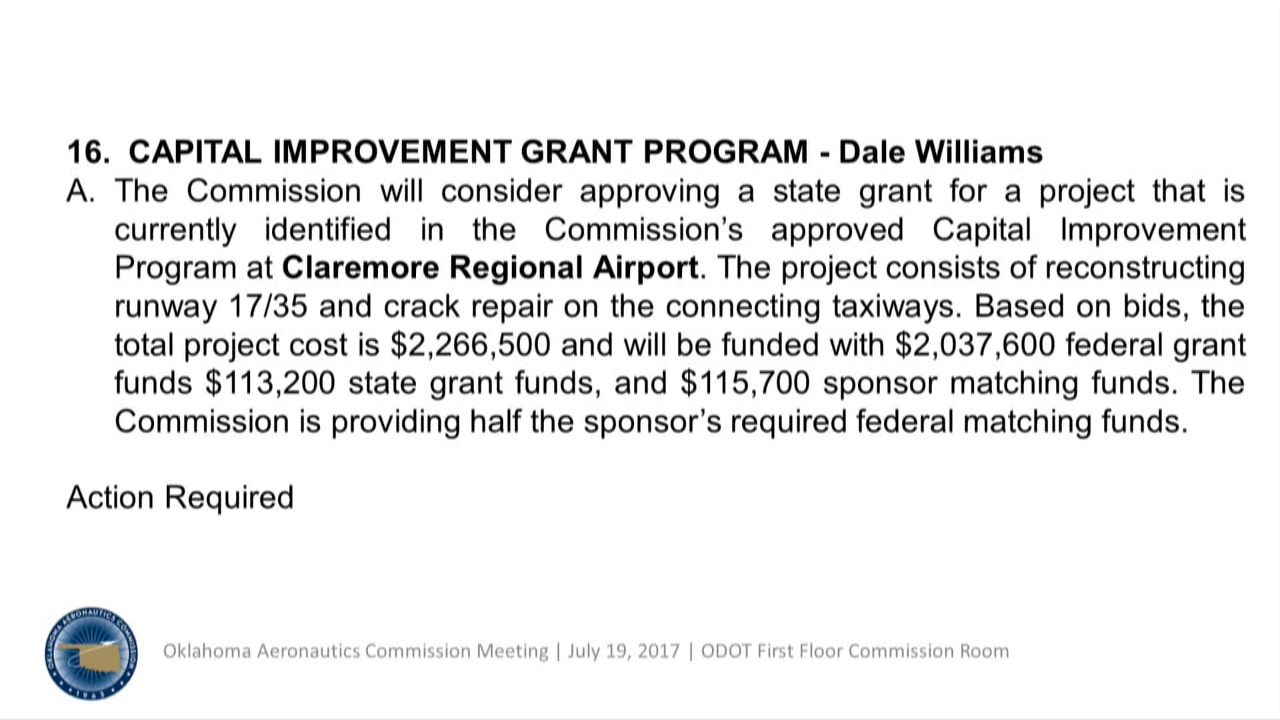 16. CAPITAL IMPROVEMENT GRANT PROGRAM - Dale Williams
A. The Commission will consider approving a state grant for a project that is
currently identified in the Commission’s approved Capital Improvement
Program at Claremore Regional Airport. The project consists of reconstructing
runway 17/35 and crack repair on the connecting taxiways. Based on bids, the
total project cost is $2,266,500 and will be funded with $2,037,600 federal grant
funds $113,200 state grant funds, and $115,700 sponsor matching funds. The
Commission is providing half the sponsor’s required federal matching funds.
Action Required
OKLAHOMA AERONAUTICS COMMISSION
1963
Oklahoma Aeronautics Commission Meeting | July 19, 2017 | ODOT First Floor Commission Room